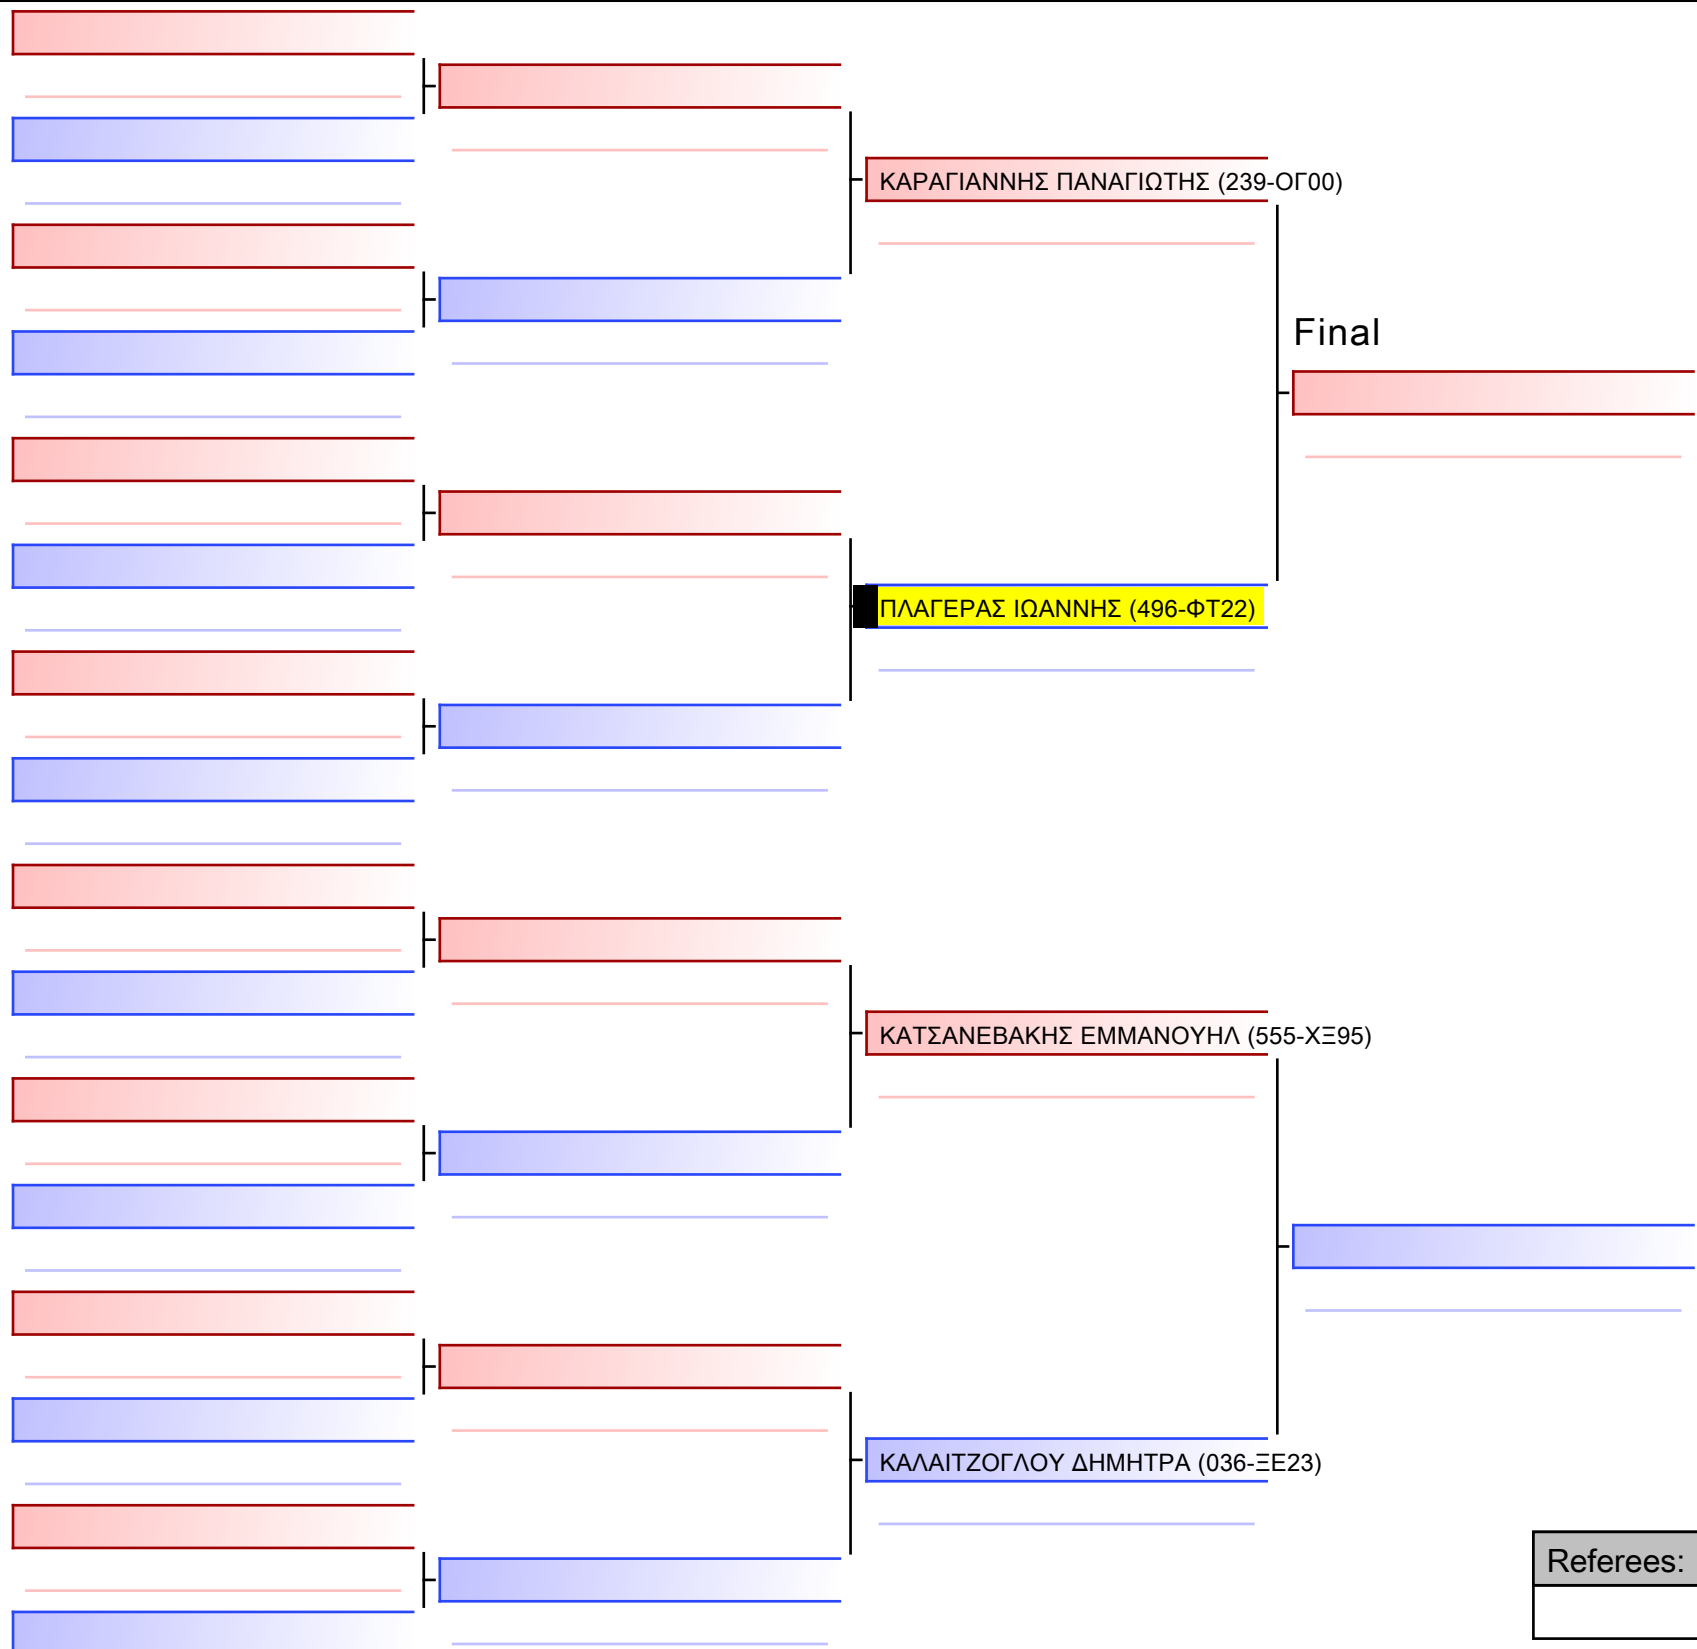 ΚΑΡΑΓΙΑΝΝΗΣ ΠΑΝΑΓΙΩΤΗΣ (239-ΟΓ00)
Final
ΠΛΑΓΕΡΑΣ ΙΩΑΝΝΗΣ (496-ΦΤ22)
ΚΑΤΣΑΝΕΒΑΚΗΣ ΕΜΜΑΝΟΥΗΛ (555-ΧΞ95)
ΚΑΛΑΙΤΖΟΓΛΟΥ ΔΗΜΗΤΡΑ (036-ΞΕ23)
Referees: